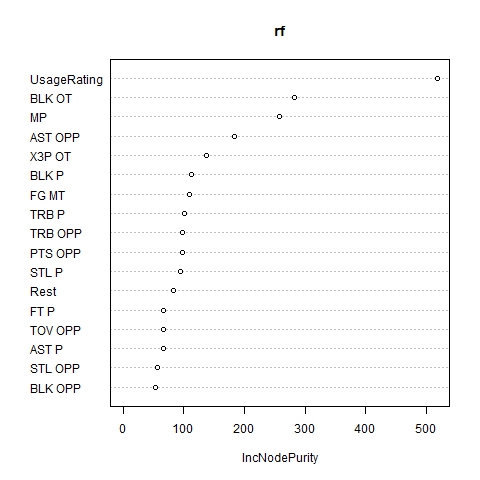 rf
UsageRating
BLK OT
MP
AST OPP
X3P OT
BLK P
FG MT
TRB P
TRB OPP
PTS OPP
STL P
Rest
FT P
TOV OPP
AST P
STL OPP
BLK OPP
0 100 200 300 400 500
IncNodePurity